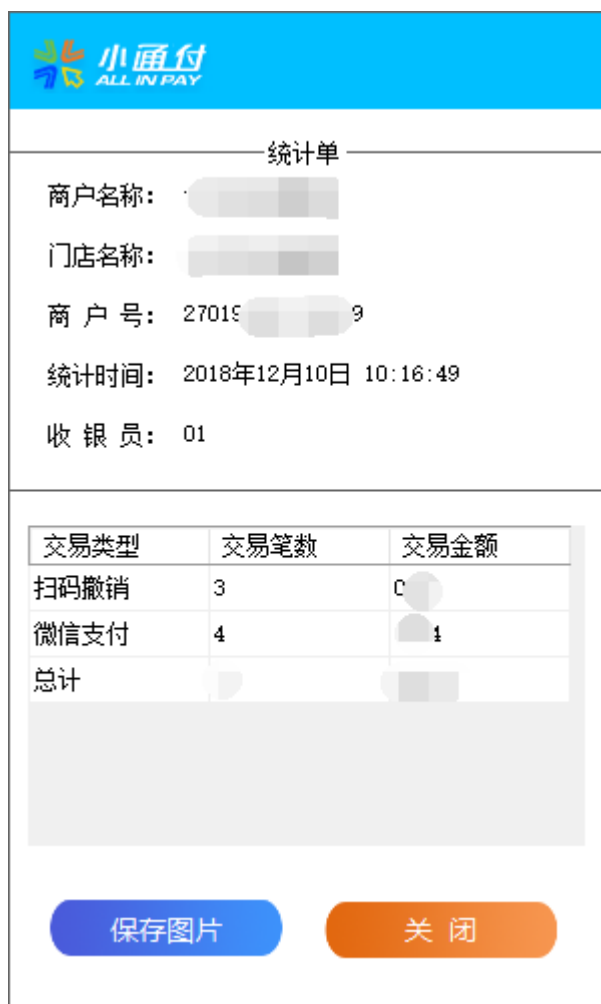 小通付
ALL IN PAY
统计单
商户名称：
门店名称：
商 户 号： 27019 9
统计时间： 2018年12月10日 10:16:49
收 银 员： 01
交易类型 交易笔数 交易金额
扫码撤销 3
微信支付 4
总计
保存图片 关 闭